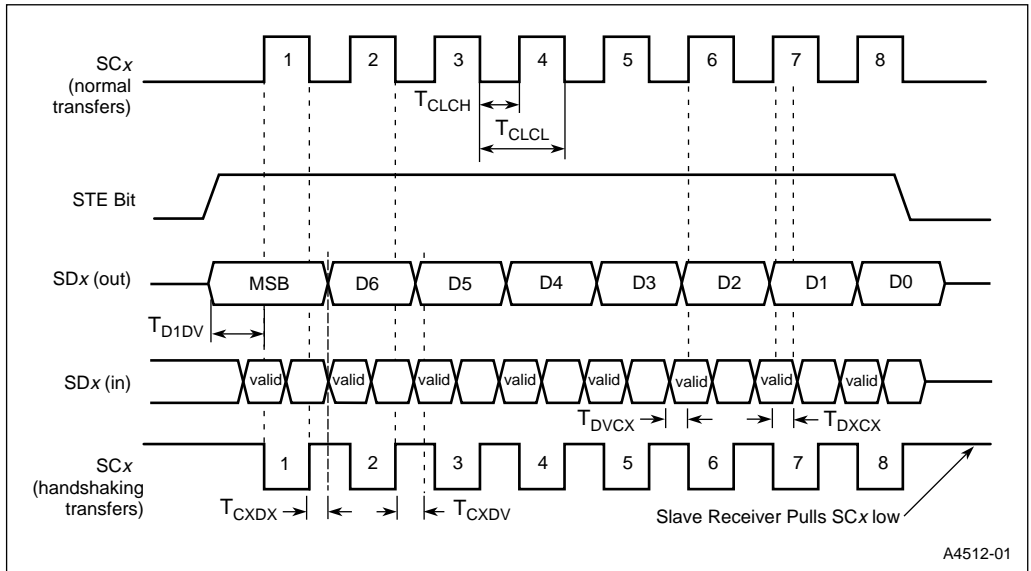 SCx
(normal
transfers)
1 2 3 4 5 6 7 8
TCLCH
TCLCL
STE Bit
SDx (out)
MSB D6 D5 D4 D3 D2 D1 D0
TD1DV
SDx (in)
valid valid valid valid valid valid valid valid
TDVCX TDXCX
SCx
(handshaking
transfers)
1 2 3 4 5 6 7 8
TCXDX TCXDV
Slave Receiver Pulls SCx low
A4512-01